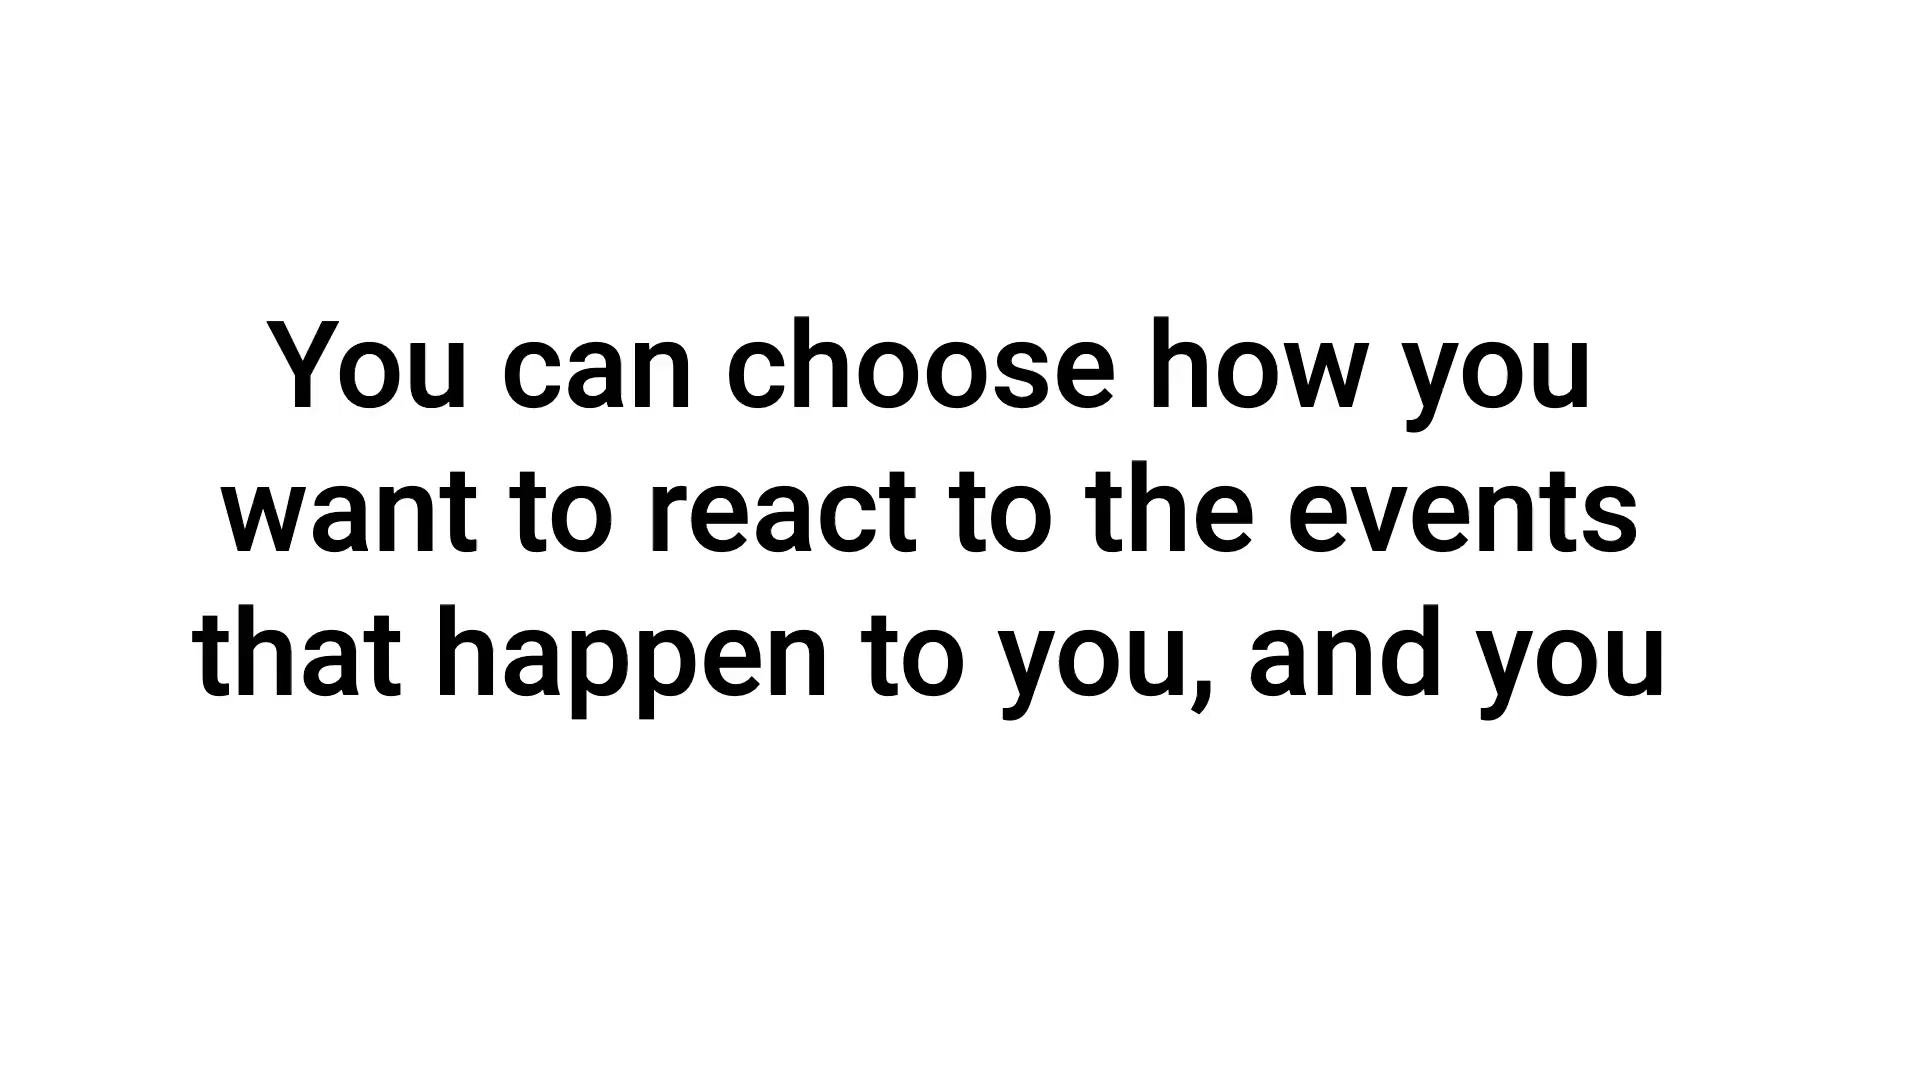 You can choose how you
want to react to the events
that happen to you, and you